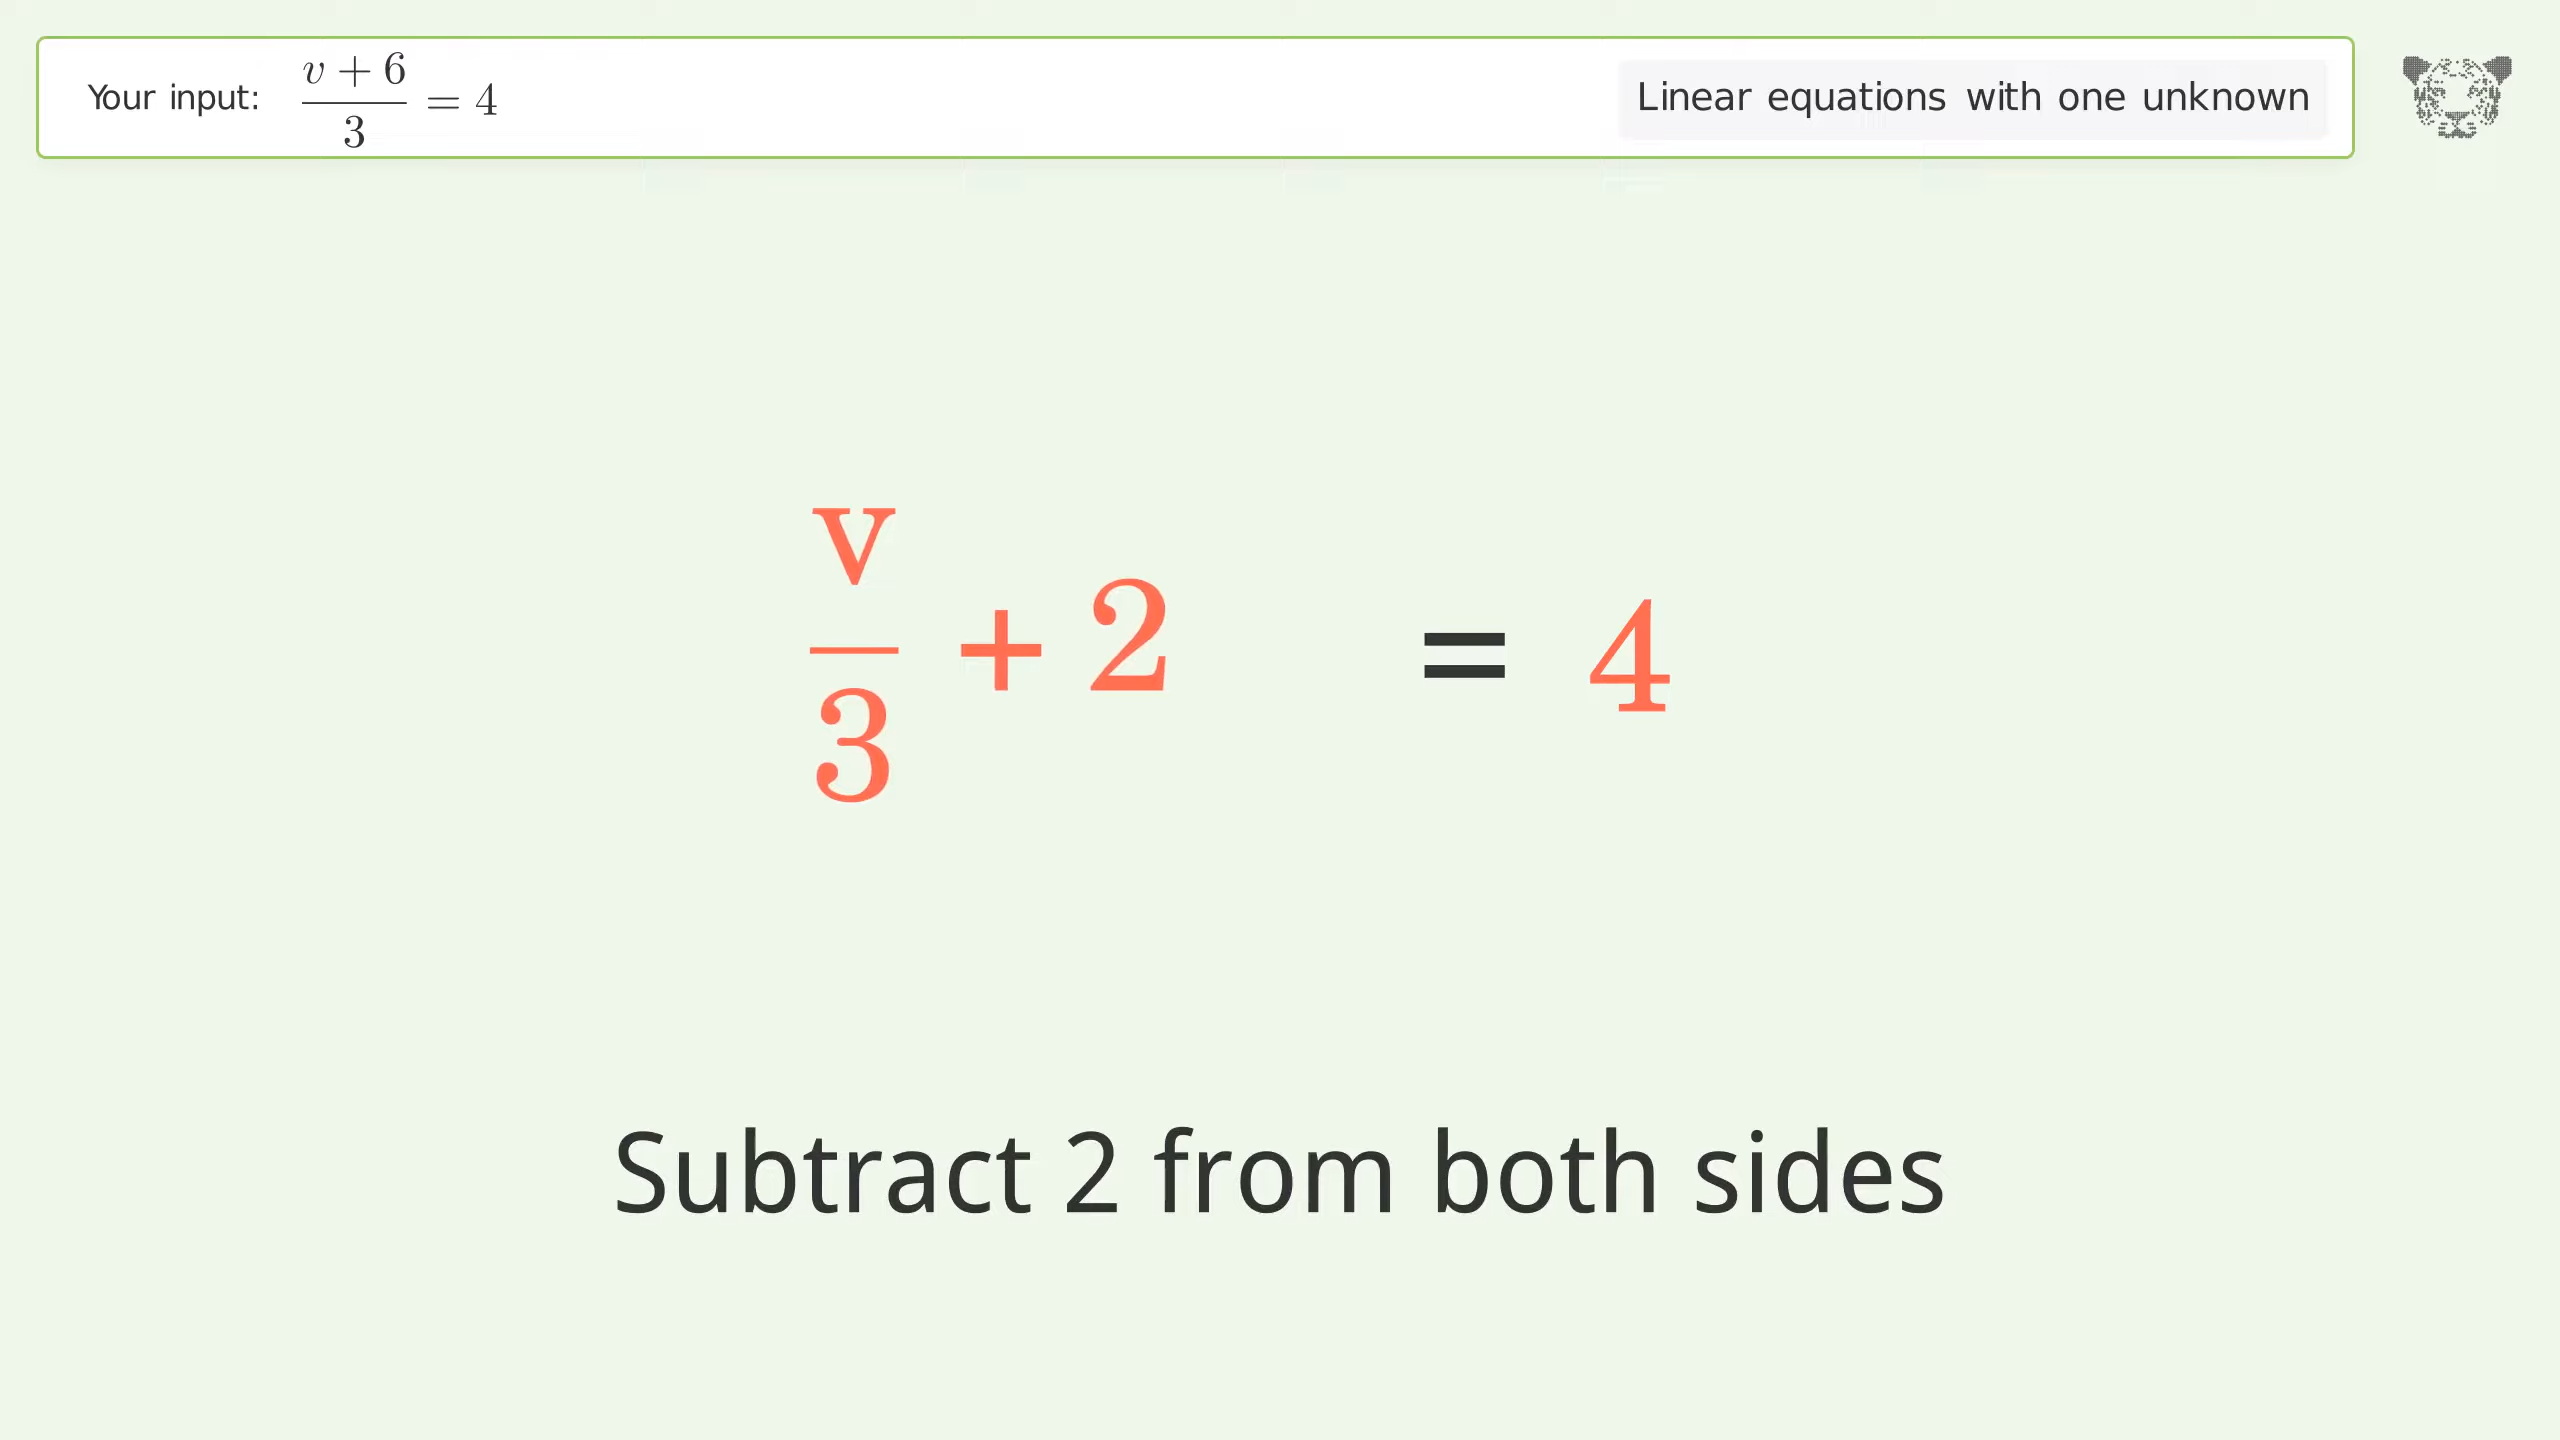 Your input: (v + 6)/3 = 4
Linear equations with one unknown
v/3 + 2 = 4
Subtract 2 from both sides